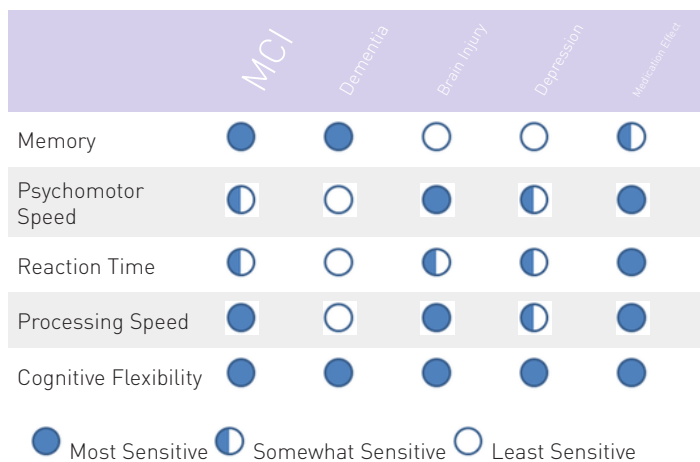 MCI
Dementia
Brain Injury
Depression
Medication Effect
Memory
Psychomotor
Speed
Reaction Time
Processing Speed
Cognitive Flexibility
Most Sensitive Somewhat Sensitive Least Sensitive